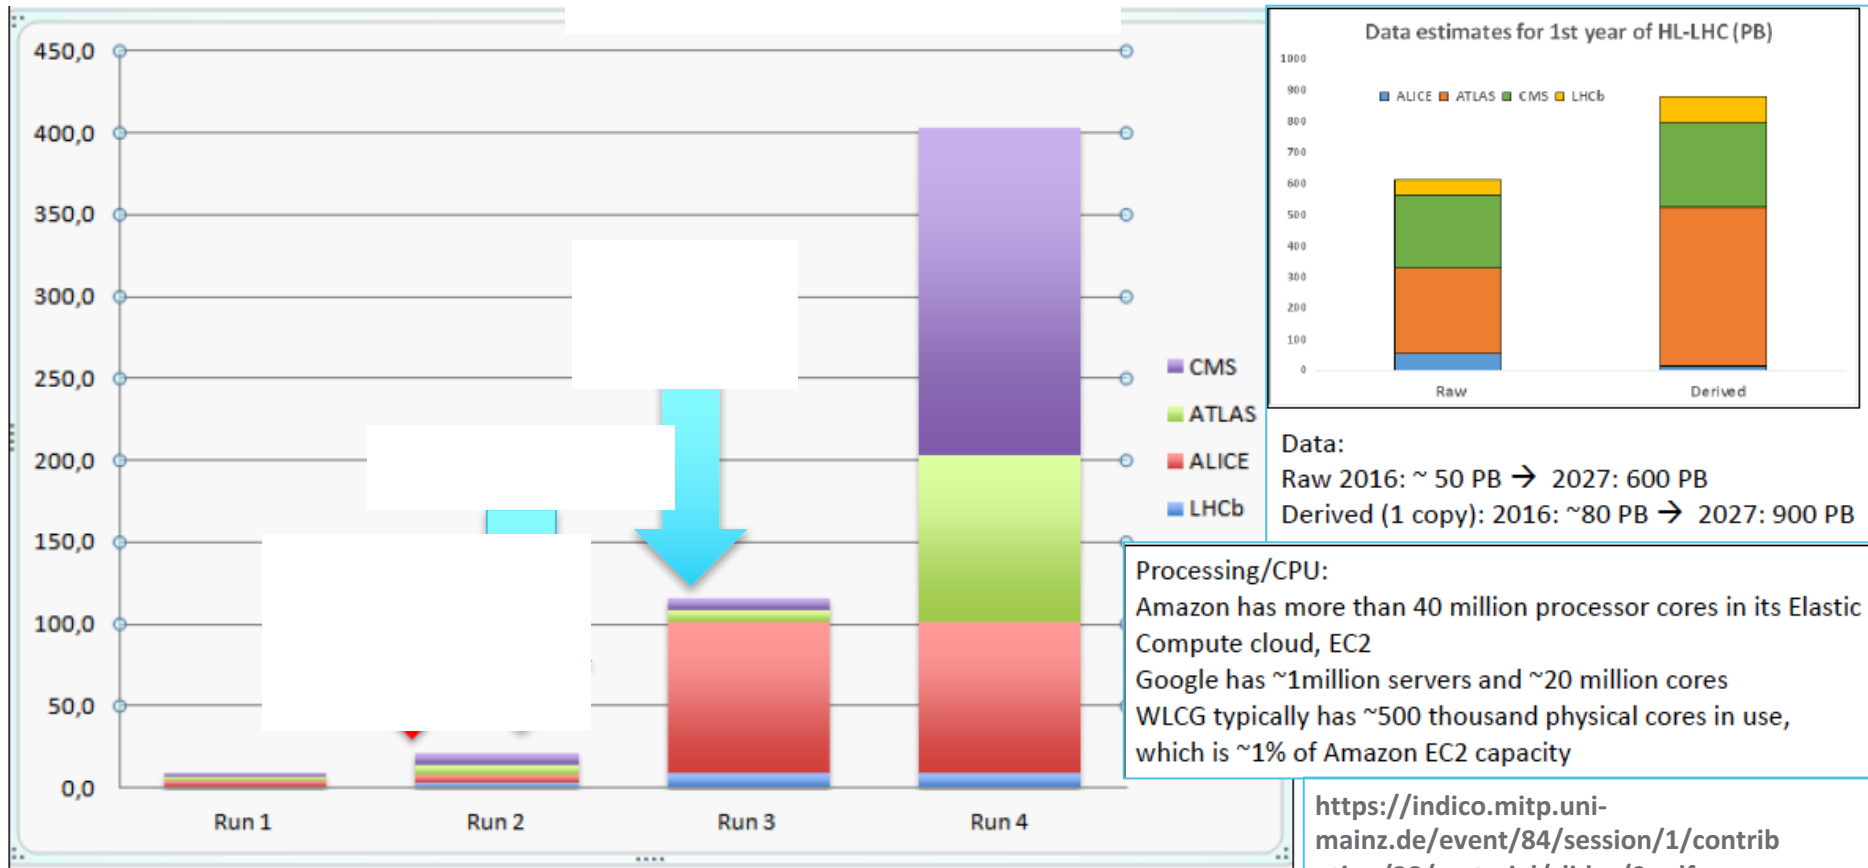 450,0
400,0
350,0
300,0
250,0
200,0
150,0
100,0
50,0
0,0
Run 1
Run 2
Run 3
Run 4
CMS
ATLAS
ALICE
LHCb
Data estimates for 1st year of HL-LHC (PB)
1000
900
800
700
600
500
400
300
200
100
0
ALICE ATLAS CMS LHCb
Raw
Derived
Data:
Raw 2016: ~ 50 PB → 2027: 600 PB
Derived (1 copy): 2016: ~80 PB → 2027: 900 PB
Processing/CPU:
Amazon has more than 40 million processor cores in its Elastic
Compute cloud, EC2
Google has ~1million servers and ~20 million cores
WLCG typically has ~500 thousand physical cores in use,
which is ~1% of Amazon EC2 capacity
https://indico.mitp.uni-
mainz.de/event/84/session/1/contrib